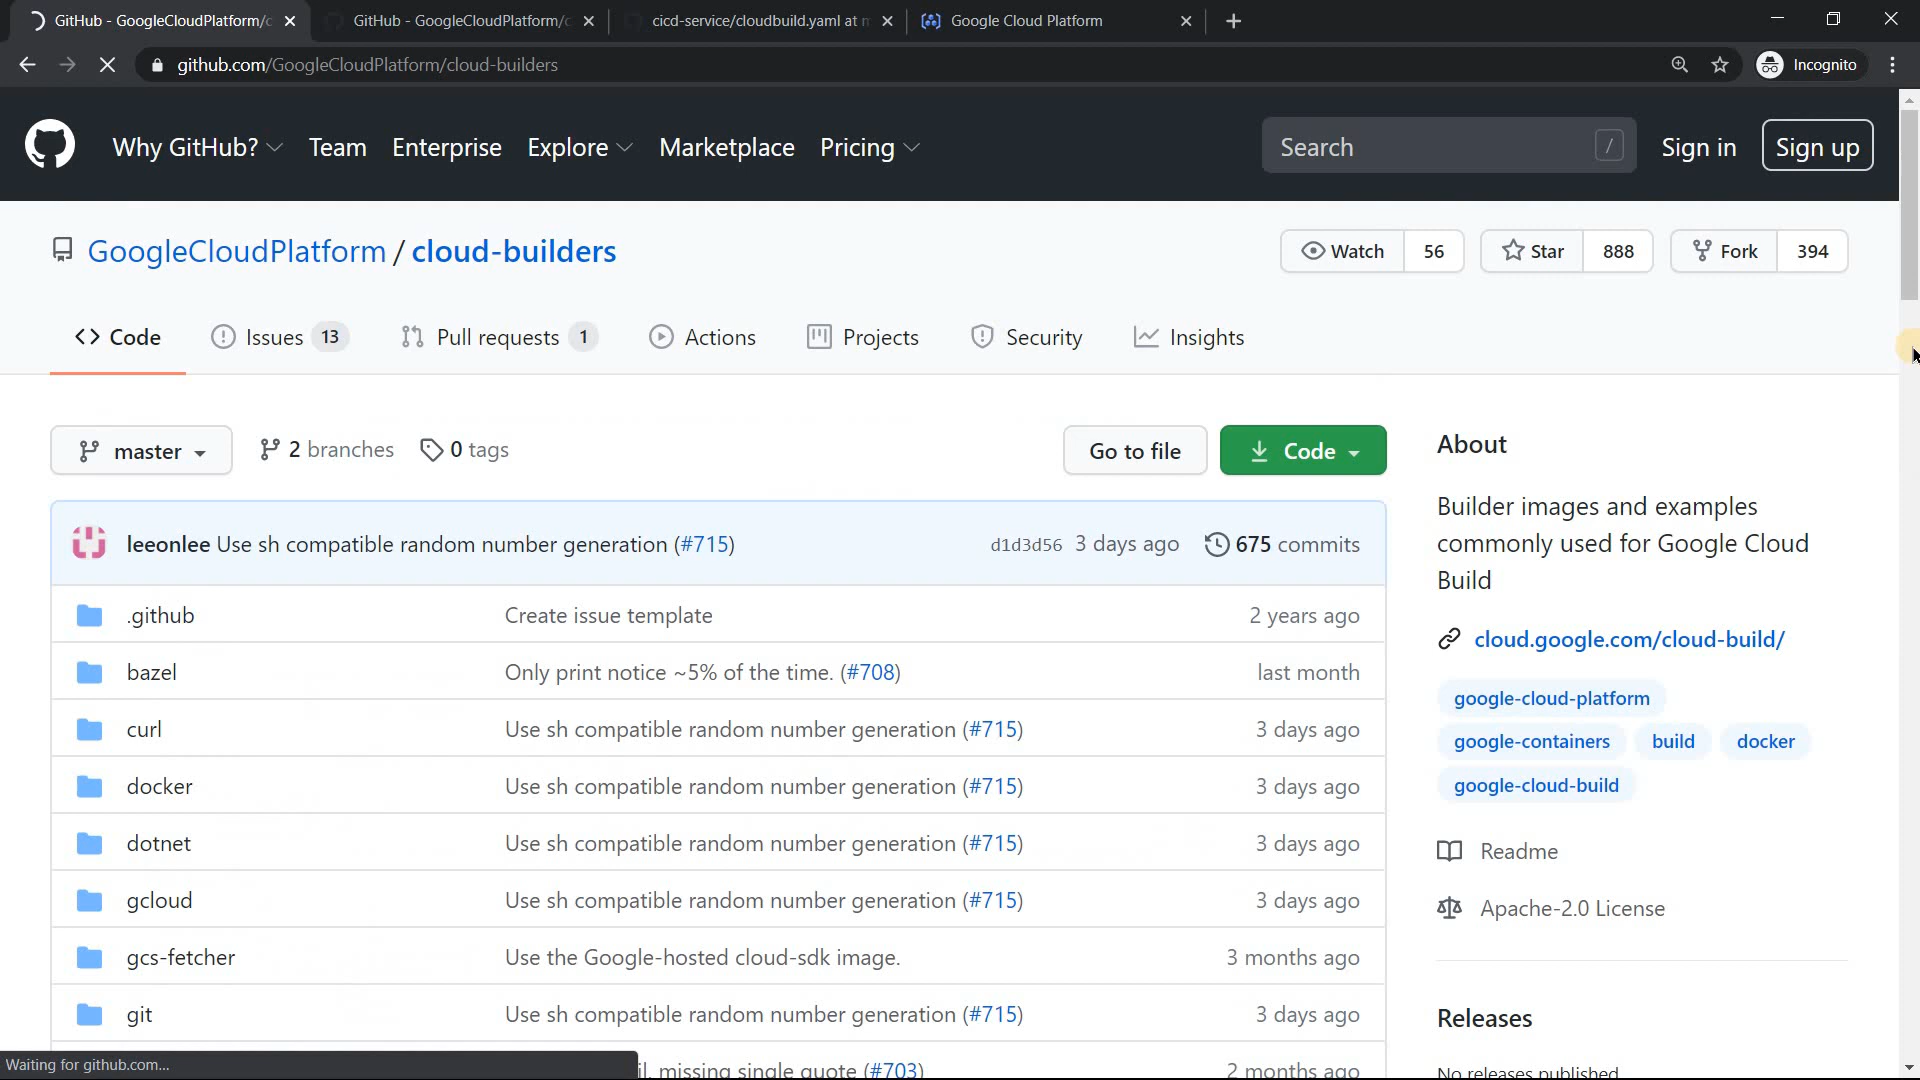 GitHub - GoogleCloudPlatform/c
GitHub - GoogleCloudPlatform/c
cicd-service/cloudbuild.yaml at m
Google Cloud Platform
github.com/GoogleCloudPlatform/cloud-builders
Incognito
Why GitHub? Team Enterprise Explore Marketplace Pricing
Search /
Sign in
Sign up
GoogleCloudPlatform / cloud-builders
Watch 56
Star 888
Fork 394
Code
Issues 13
Pull requests 1
Actions
Projects
Security
Insights
master
2 branches
0 tags
Go to file
Code
leeonlee Use sh compatible random number generation (#715) d1d3d56 3 days ago 675 commits
.github Create issue template 2 years ago
bazel Only print notice ~5% of the time. (#708) last month
curl Use sh compatible random number generation (#715) 3 days ago
docker Use sh compatible random number generation (#715) 3 days ago
dotnet Use sh compatible random number generation (#715) 3 days ago
gcloud Use sh compatible random number generation (#715) 3 days ago
gcs-fetcher Use the Google-hosted cloud-sdk image. 3 months ago
git Use sh compatible random number generation (#715) 3 days ago
missing single quote (#703) 2 months ago
About
Builder images and examples
commonly used for Google Cloud
Build
cloud.google.com/cloud-build/
google-cloud-platform
google-containers build docker
google-cloud-build
Readme
Apache-2.0 License
Releases
No releases published
Waiting for github.com...